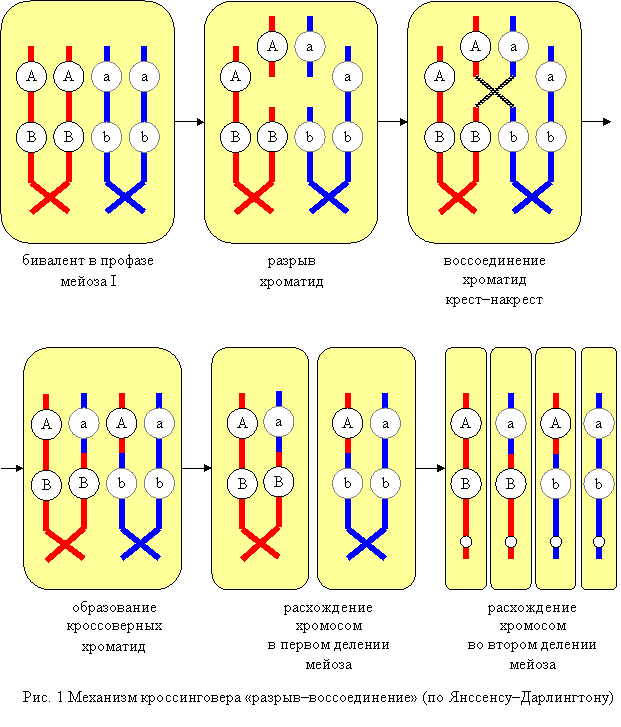 A A a a
B B b b
бивалент в профазе
мейоза I
A a
A a
B B b b
разрыв
хроматид
A a
A a
B B b b
воссоединение
хроматид
крест–накрест
A a A a
B B b b
образование
кроссоверных
хроматид
A a A a
B B b b
расхождение
хромосом
в первом делении
мейоза
A a A a
B B b b
расхождение
хромосом
во втором делении
мейоза
Рис. 1 Механизм кроссинговера «разрыв–воссоединение» (по Янссенсу–Дарлингтону)